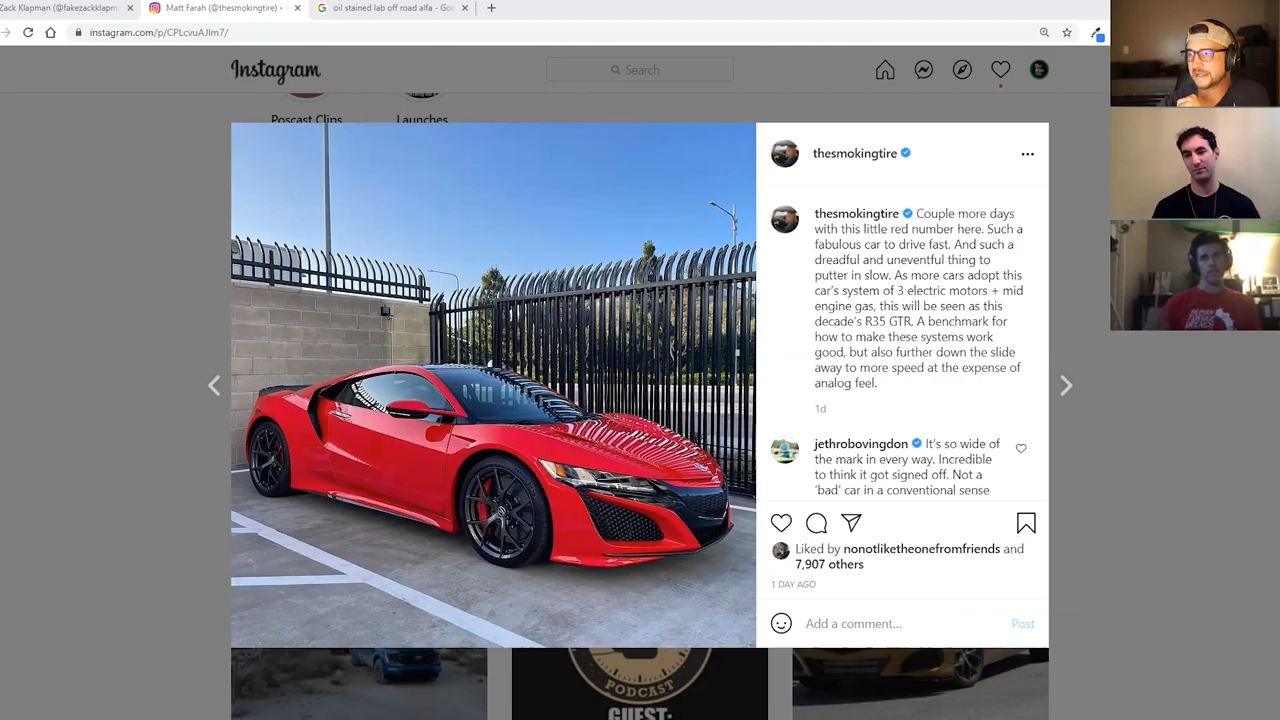 Zack Klapman (@fakezackklapm
Matt Farah (@thesmokingtire) •
oil stained lab off road alfa - Goo
instagram.com/p/CPLcvuAJlm7/
Instagram
Search
Poscast Clips
Launches
thesmokingtire
thesmokingtire Couple more days
with this little red number here. Such a
fabulous car to drive fast. And such a
dreadful and uneventful thing to
putter in slow. As more cars adopt this
car's system of 3 electric motors + mid
engine gas, this will be seen as this
decade's R35 GTR. A benchmark for
how to make these systems work
good, but also further down the slide
away to more speed at the expense of
analog feel.
1d
jethrobovingdon It's so wide of
the mark in every way. Incredible
to think it got signed off. Not a
'bad' car in a conventional sense
Liked by nonotliketheonefromfriends and
7,907 others
1 DAY AGO
Add a comment...
Post
PODCAST
GUEST: